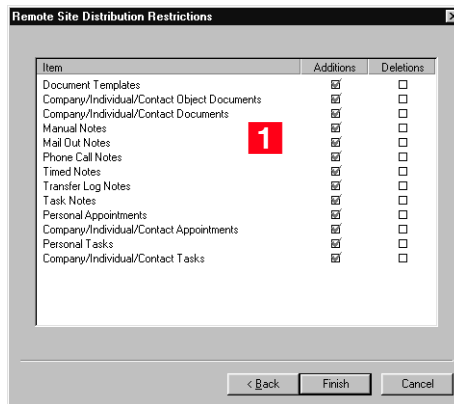 Remote Site Distribution Restrictions
Item Additions Deletions
Document Templates
Company/Individual/Contact Object Documents
Company/Individual/Contact Documents
Manual Notes
1
Mail Out Notes
Phone Call Notes
Timed Notes
Transfer Log Notes
Task Notes
Personal Appointments
Company/Individual/Contact Appointments
Personal Tasks
Company/Individual/Contact Tasks
< Back Finish Cancel